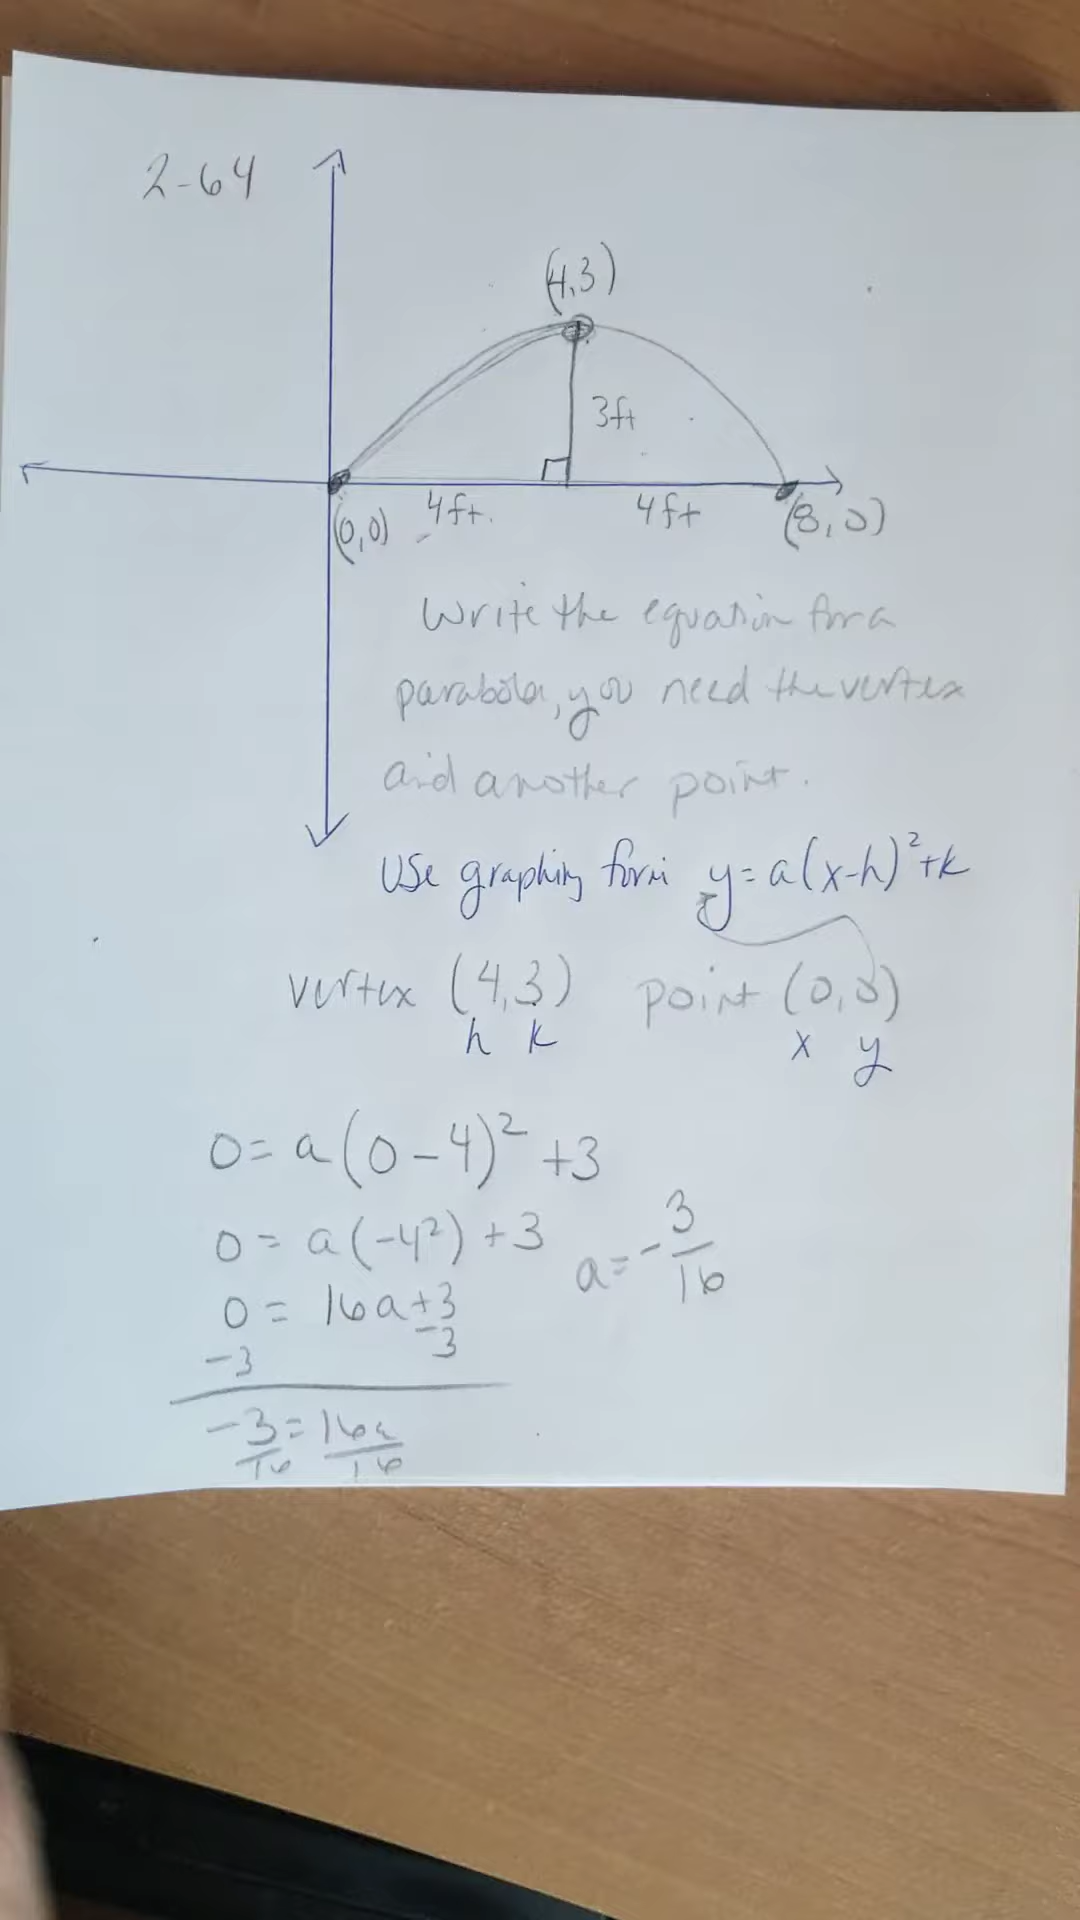 2-64
(4,3)
3ft
(0,0) 4ft. 4ft (8,0)
Write the equation for a
parabola, you need the vertex
and another point.
Use graphing form y=a(x-h)²+k
vertex (4,3) point (0,0)
h k x y
0=a(0-4)²+3
0=a(-4²)+3 a=-3/16
0=16a+3
-3 -3
-3/16=16a/16